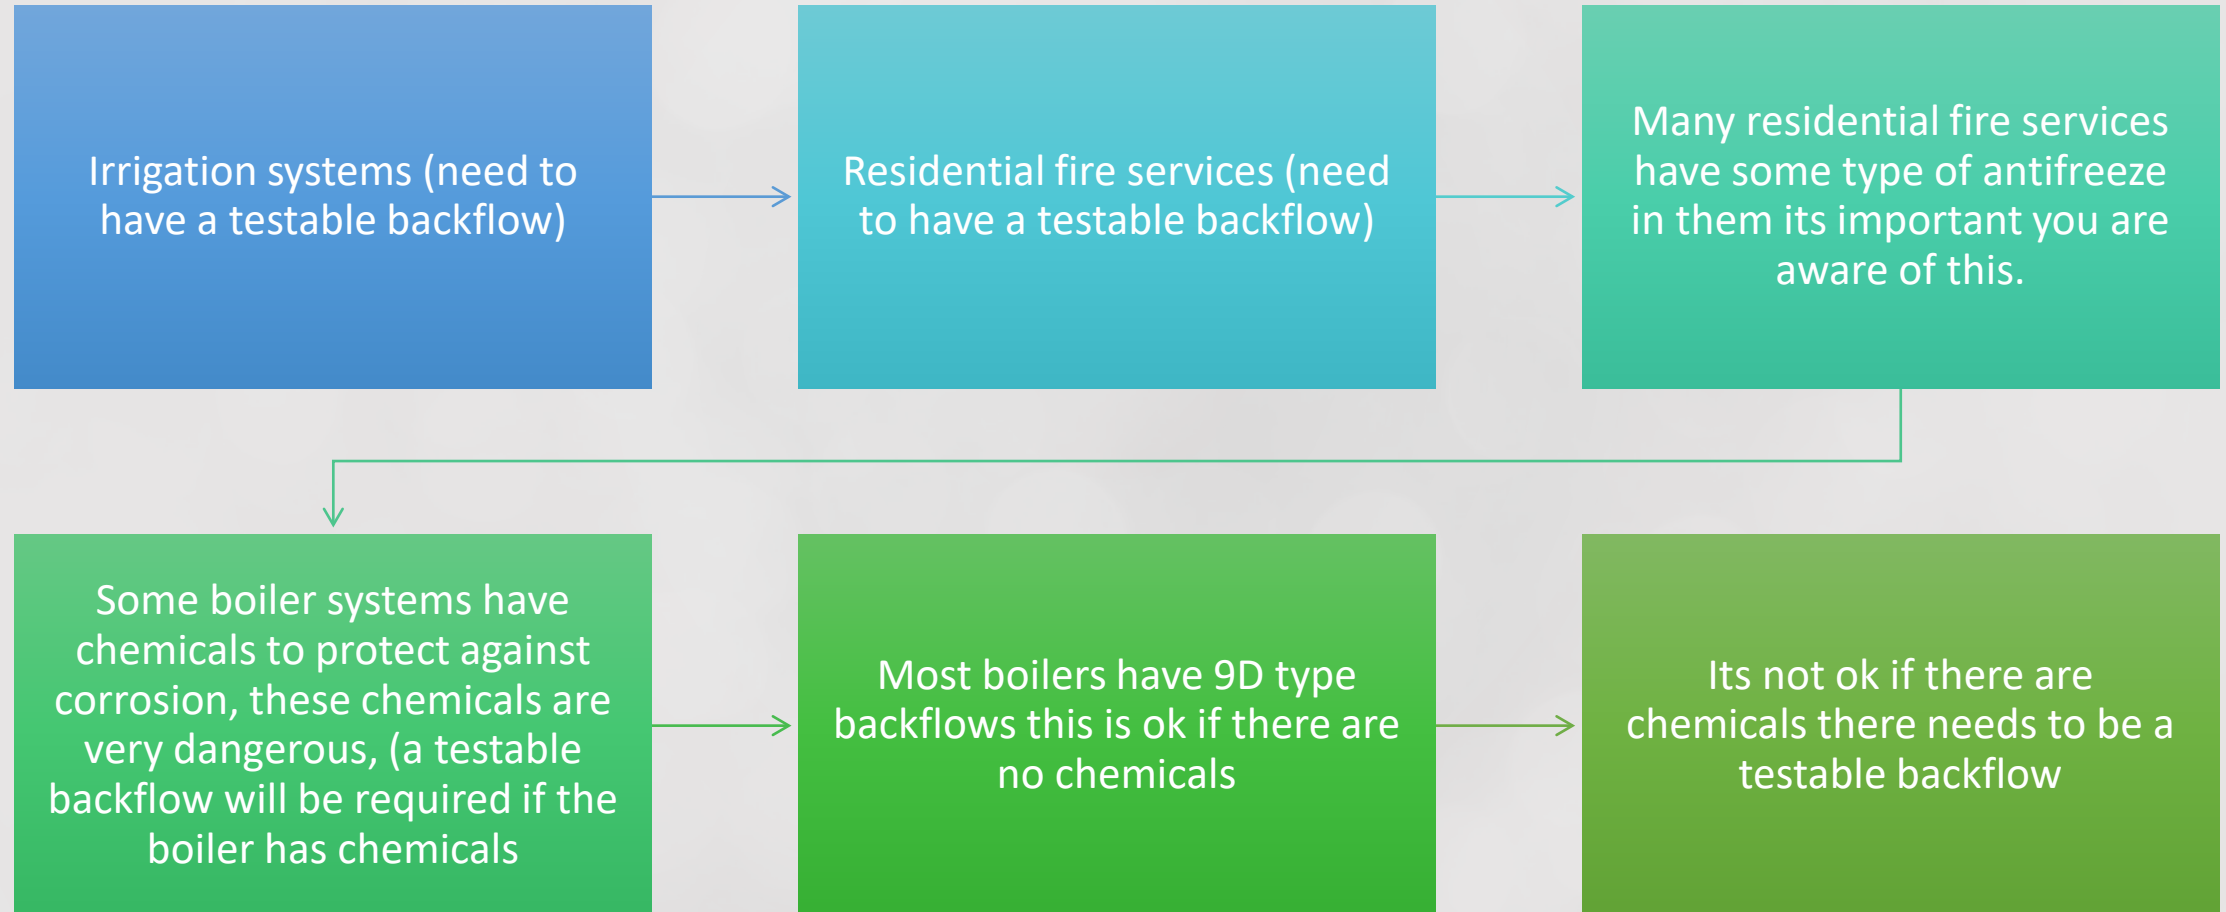 Irrigation systems (need to
have a testable backflow)
Residential fire services (need
to have a testable backflow)
Many residential fire services
have some type of antifreeze
in them its important you are
aware of this.
Some boiler systems have
chemicals to protect against
corrosion, these chemicals are
very dangerous, (a testable
backflow will be required if the
boiler has chemicals
Most boilers have 9D type
backflows this is ok if there are
no chemicals
Its not ok if there are
chemicals there needs to be a
testable backflow